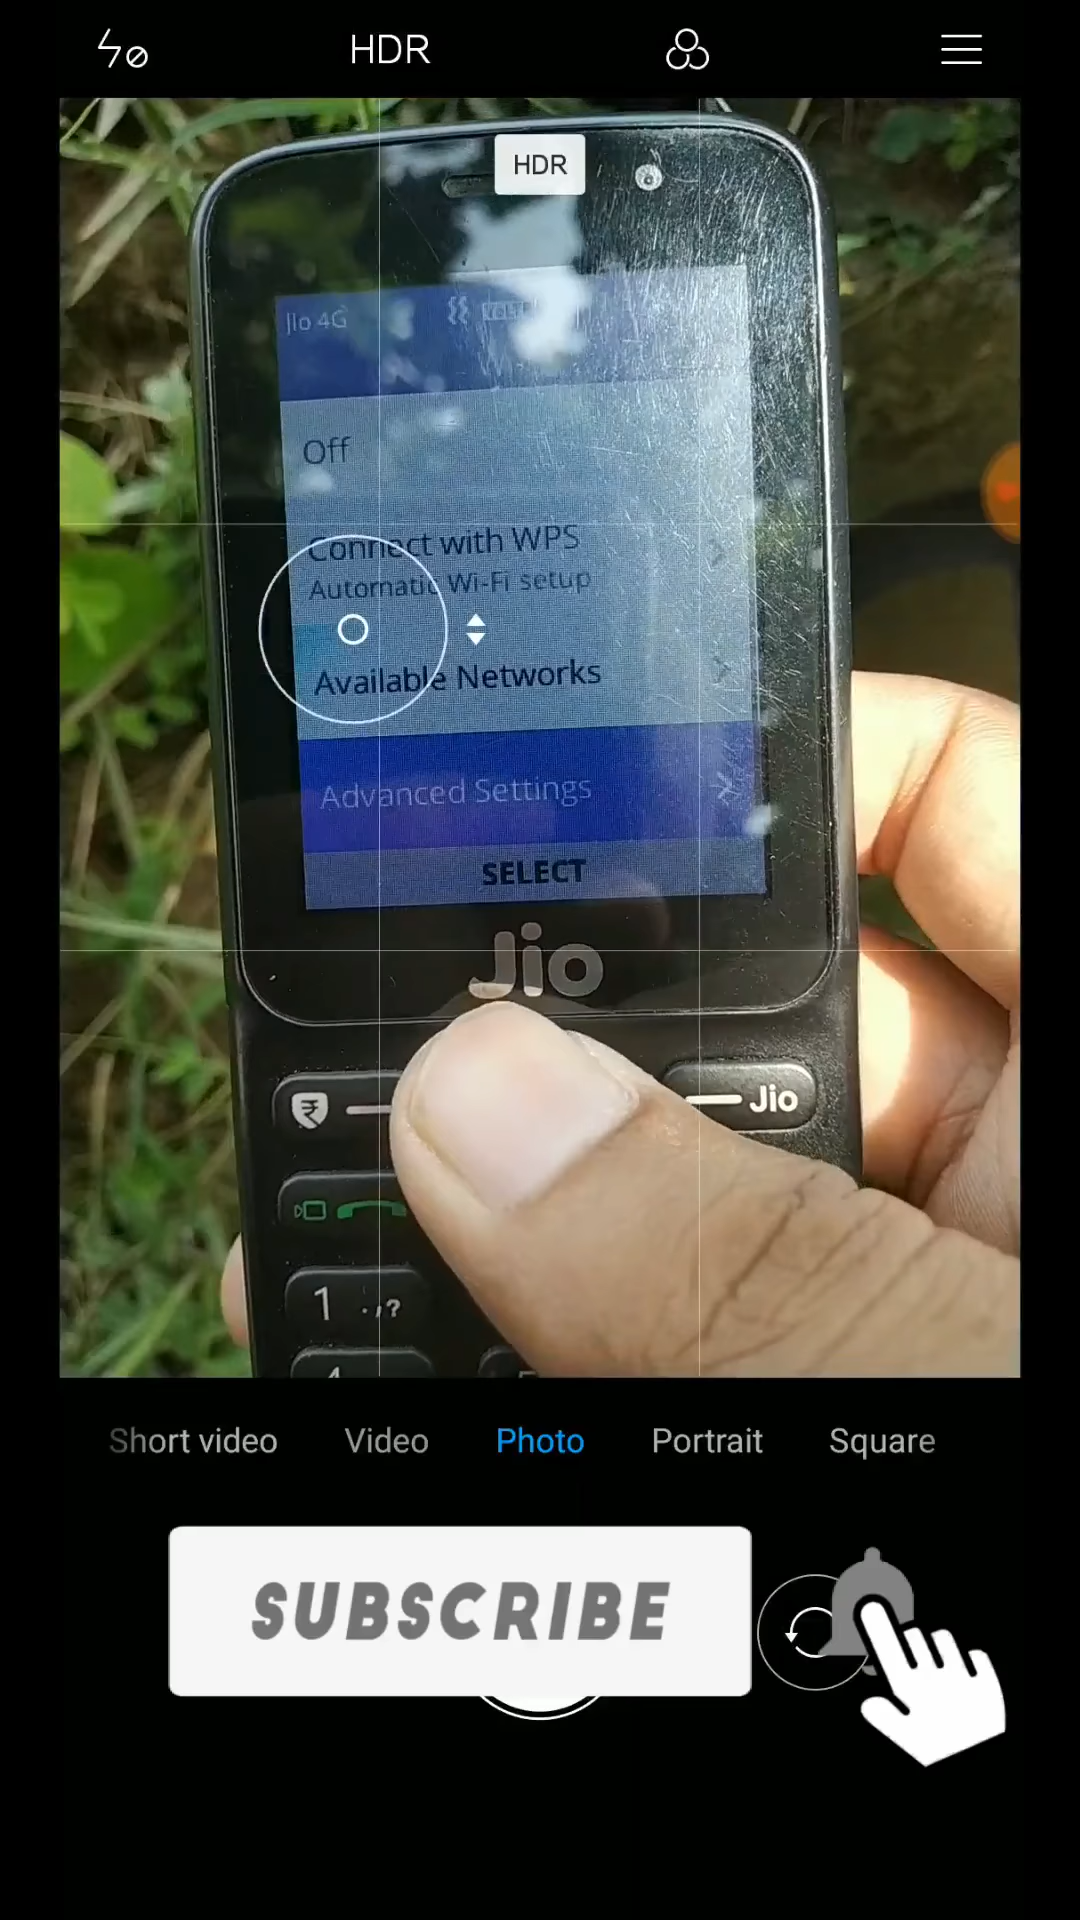 HDR
HDR
Jio 4G
Off
Connect with WPS
Automatic Wi-Fi setup
Available Networks
Advanced Settings
SELECT
Jio
Jio
1 .,?
Short video Video Photo Portrait Square
SUBSCRIBE